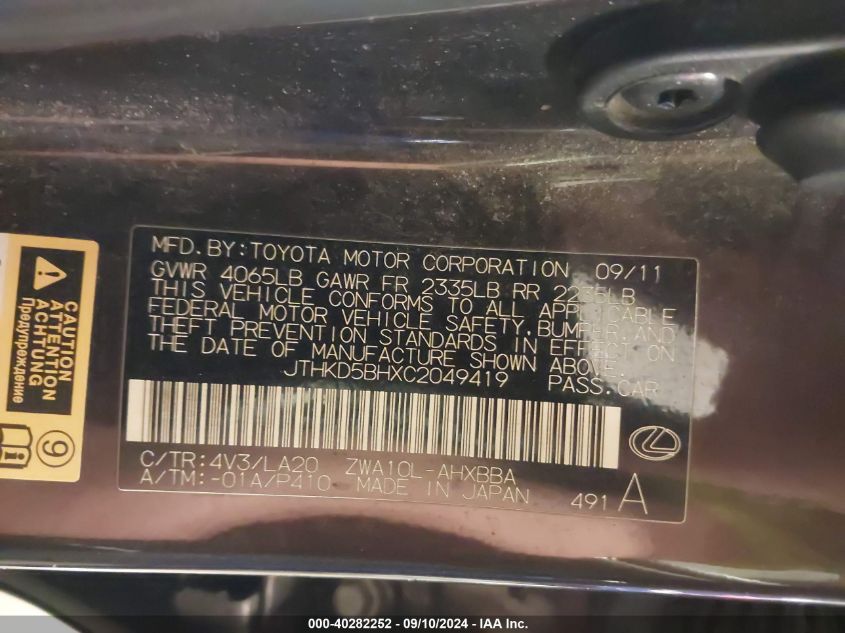 MFD. BY: TOYOTA MOTOR CORPORATION 09/11
GVWR 4065LB GAWR FR 2335LB RR 2235LB
THIS VEHICLE CONFORMS TO ALL APPLICABLE
FEDERAL MOTOR VEHICLE SAFETY, BUMPER, AND
THEFT PREVENTION STANDARDS IN EFFECT ON
THE DATE OF MANUFACTURE SHOWN ABOVE.
JTHKD5BHXC2049419 PASS.CAR
C/TR:4V3/LA20 ZWA10L-AHXBBA
A/TM:-01A/P410 MADE IN JAPAN 491 A
CAUTION
ATTENTION
ACHTUNG
Предупреждение
9
000-40282252 - 09/10/2024 - IAA Inc.